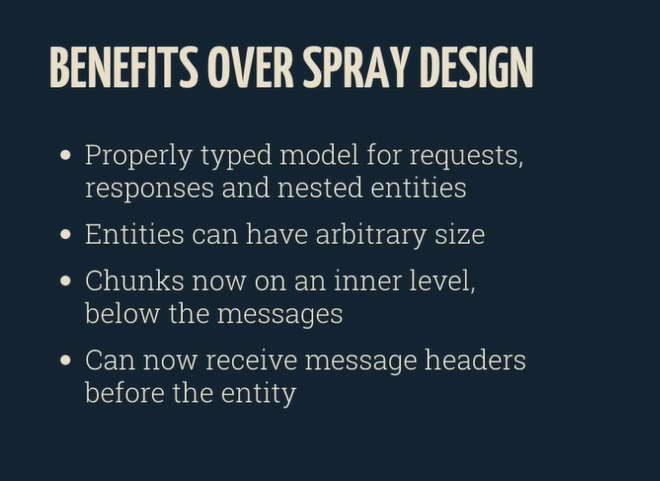 BENEFITS OVER SPRAY DESIGN
• Properly typed model for requests,
responses and nested entities
• Entities can have arbitrary size
• Chunks now on an inner level,
below the messages
• Can now receive message headers
before the entity